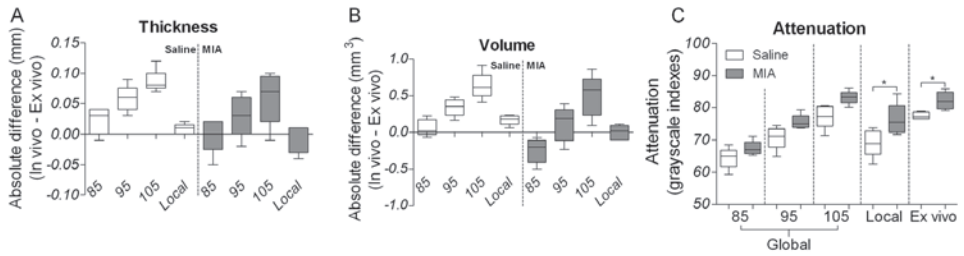 A
Thickness
Absolute difference (mm)
(In vivo - Ex vivo)
0.15
0.10
0.05
0.00
-0.05
-0.10
Saline
MIA
85
95
105
Local
85
95
105
Local
B
Volume
Absolute difference (mm³)
(In vivo - Ex vivo)
1.0
0.5
0.0
-0.5
-1.0
Saline
MIA
85
95
105
Local
85
95
105
Local
C
Attenuation
Attenuation
(grayscale indexes)
100
90
80
70
60
50
Saline
MIA
*
*
85
95
105
Local
Ex vivo
Global